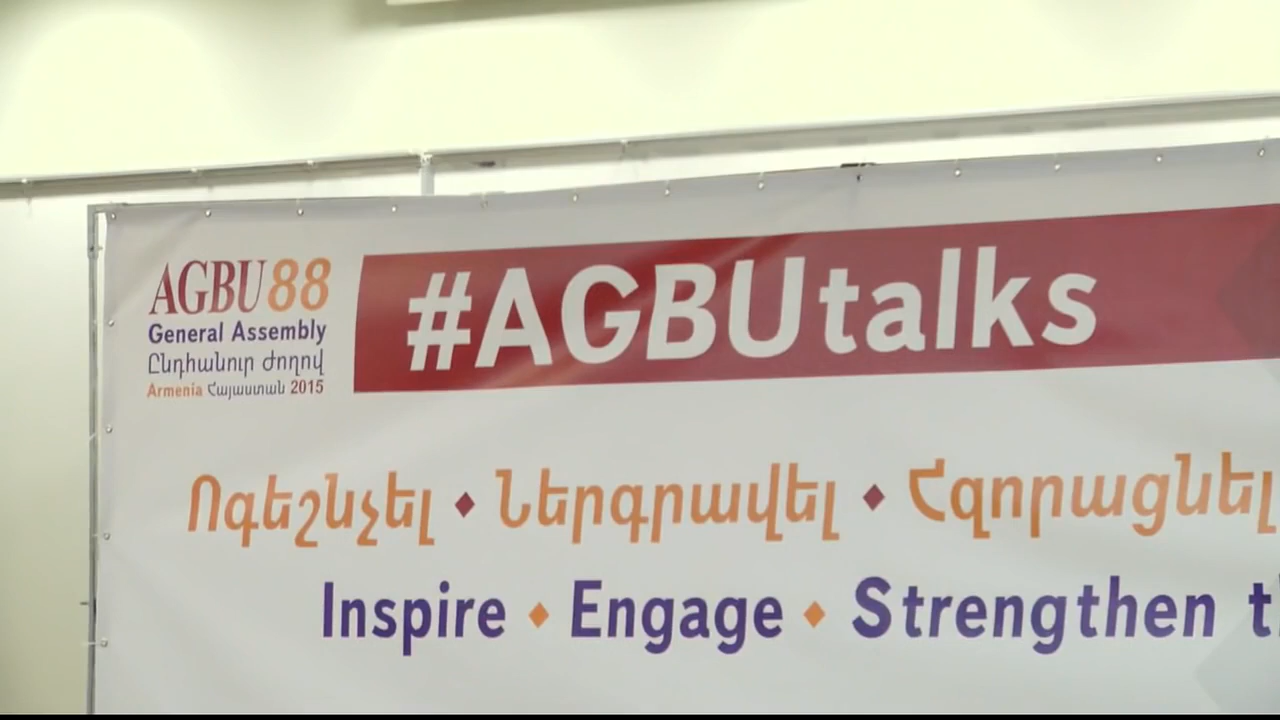 AGBU88
General Assembly
Ընդհանուր Ժողով
Armenia Հայաստան 2015
#AGBUtalks
Ոգեշնչել ♦ Ներգրավել ♦ Հզորացնել
Inspire ♦ Engage ♦ Strengthen